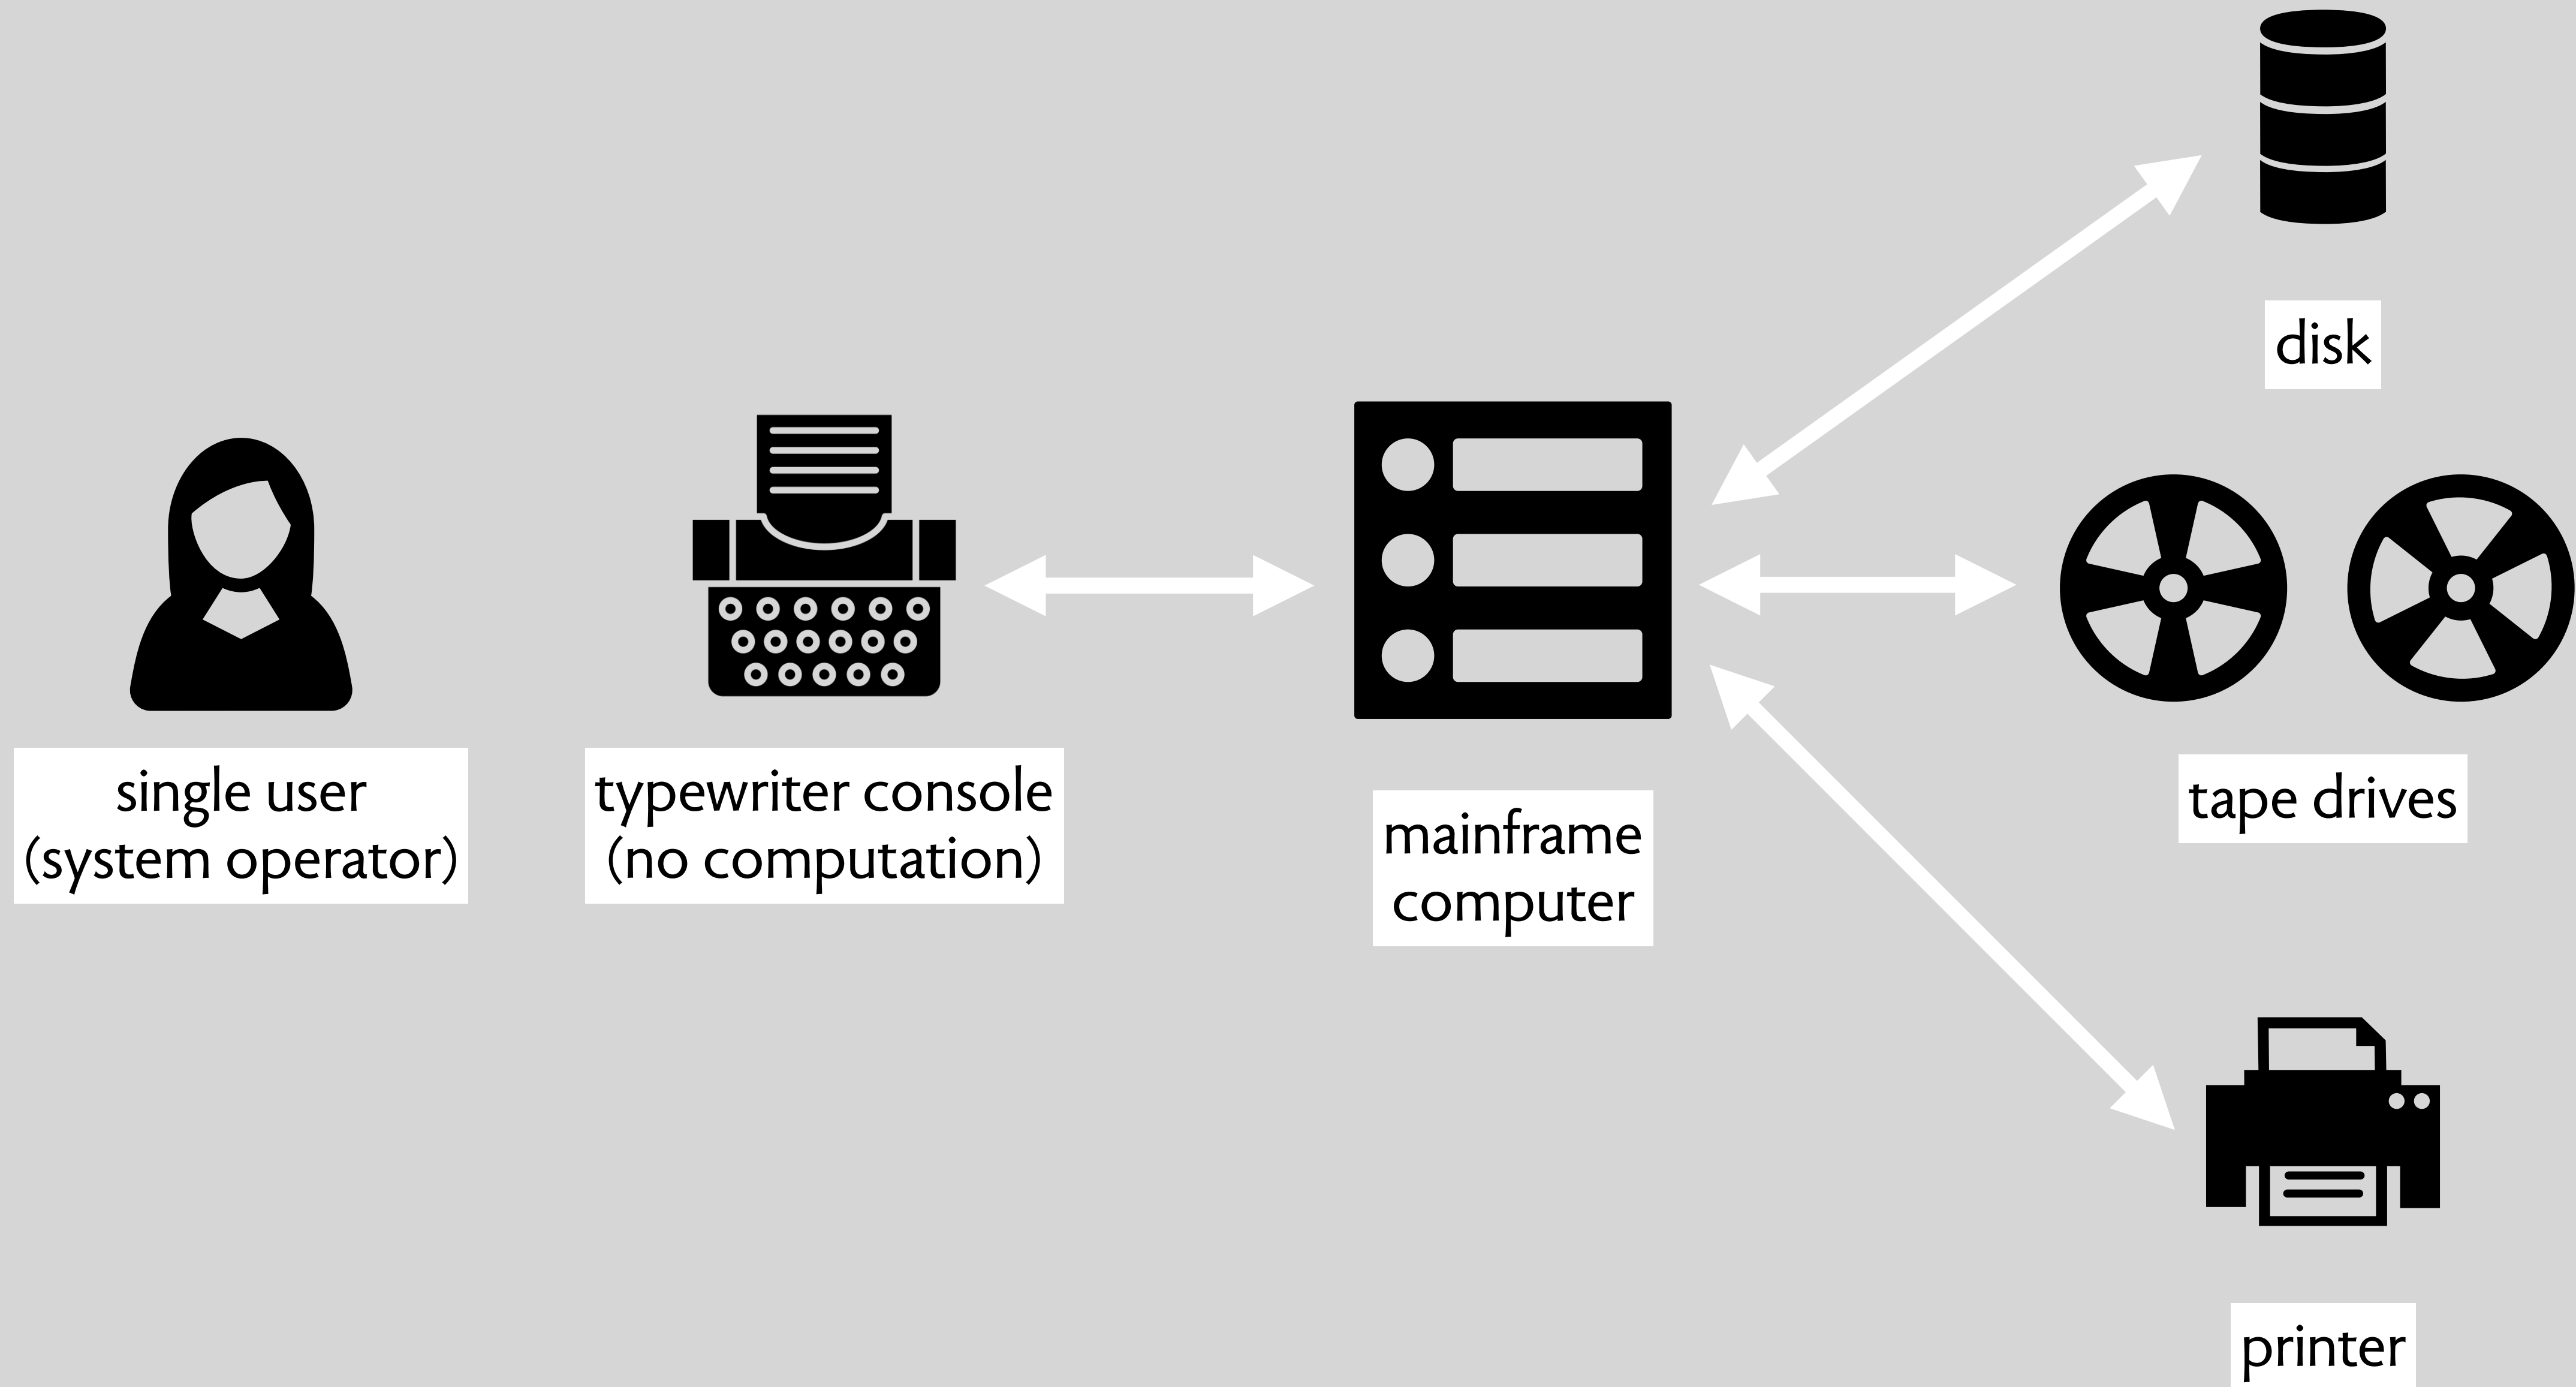 single user
(system operator)
typewriter console
(no computation)
mainframe
computer
disk
tape drives
printer